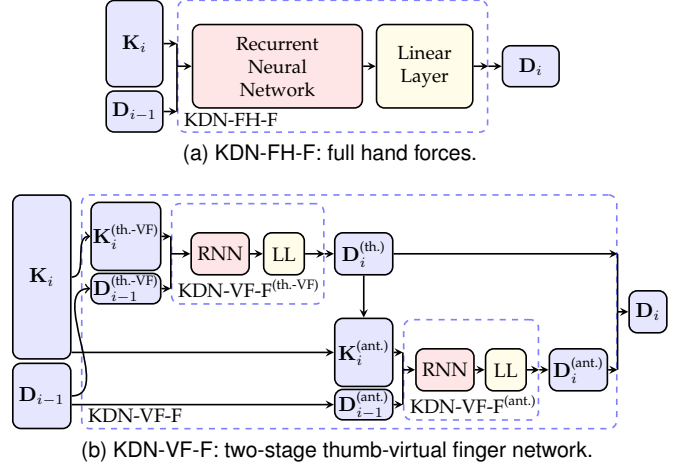 K_i
D_{i−1}
Recurrent
Neural
Network
Linear
Layer
D_i
KDN-FH-F
(a) KDN-FH-F: full hand forces.
K_i
D_{i−1}
K_i^{(th.-VF)}
D_{i−1}^{(th.-VF)}
RNN
LL
KDN-VF-F^{(th.-VF)}
D_i^{(th.)}
K_i^{(ant.)}
D_{i−1}^{(ant.)}
RNN
LL
KDN-VF-F^{(ant.)}
D_i^{(ant.)}
D_i
KDN-VF-F
(b) KDN-VF-F: two-stage thumb-virtual finger network.